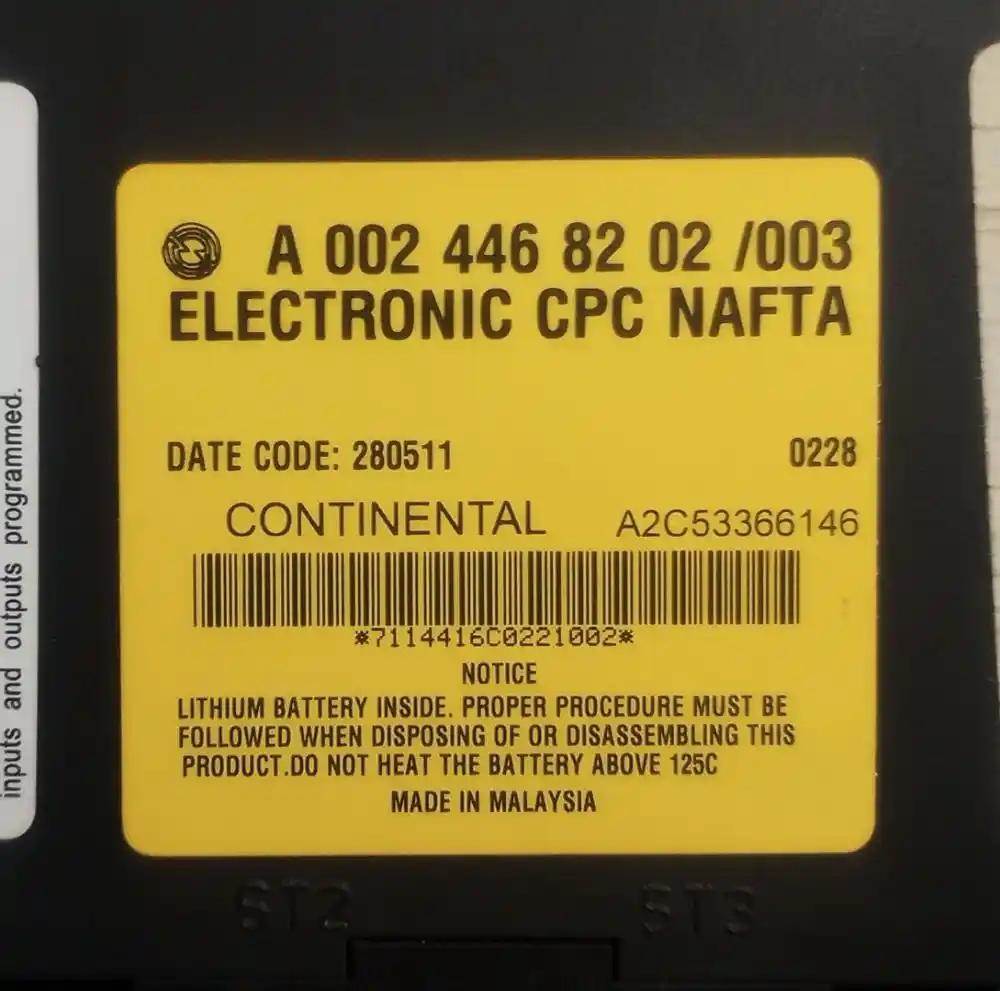 A 002 446 82 02 /003
ELECTRONIC CPC NAFTA
DATE CODE: 280511 0228
CONTINENTAL A2C53366146
*7114416C0221002*
NOTICE
LITHIUM BATTERY INSIDE. PROPER PROCEDURE MUST BE
FOLLOWED WHEN DISPOSING OF OR DISASSEMBLING THIS
PRODUCT.DO NOT HEAT THE BATTERY ABOVE 125C
MADE IN MALAYSIA
inputs and outputs programmed.
ST2 ST3